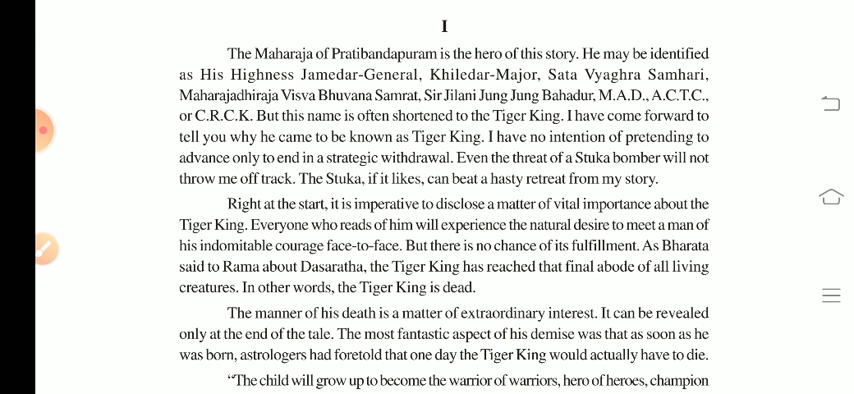 I
The Maharaja of Pratibandapuram is the hero of this story. He may be identified
as His Highness Jamedar-General, Khiledar-Major, Sata Vyaghra Samhari,
Maharajadhiraja Visva Bhuvana Samrat, Sir Jilani Jung Jung Bahadur, M.A.D., A.C.T.C.,
or C.R.C.K. But this name is often shortened to the Tiger King. I have come forward to
tell you why he came to be known as Tiger King. I have no intention of pretending to
advance only to end in a strategic withdrawal. Even the threat of a Stuka bomber will not
throw me off track. The Stuka, if it likes, can beat a hasty retreat from my story.
Right at the start, it is imperative to disclose a matter of vital importance about the
Tiger King. Everyone who reads of him will experience the natural desire to meet a man of
his indomitable courage face-to-face. But there is no chance of its fulfillment. As Bharata
said to Rama about Dasaratha, the Tiger King has reached that final abode of all living
creatures. In other words, the Tiger King is dead.
The manner of his death is a matter of extraordinary interest. It can be revealed
only at the end of the tale. The most fantastic aspect of his demise was that as soon as he
was born, astrologers had foretold that one day the Tiger King would actually have to die.
“The child will grow up to become the warrior of warriors, hero of heroes, champion